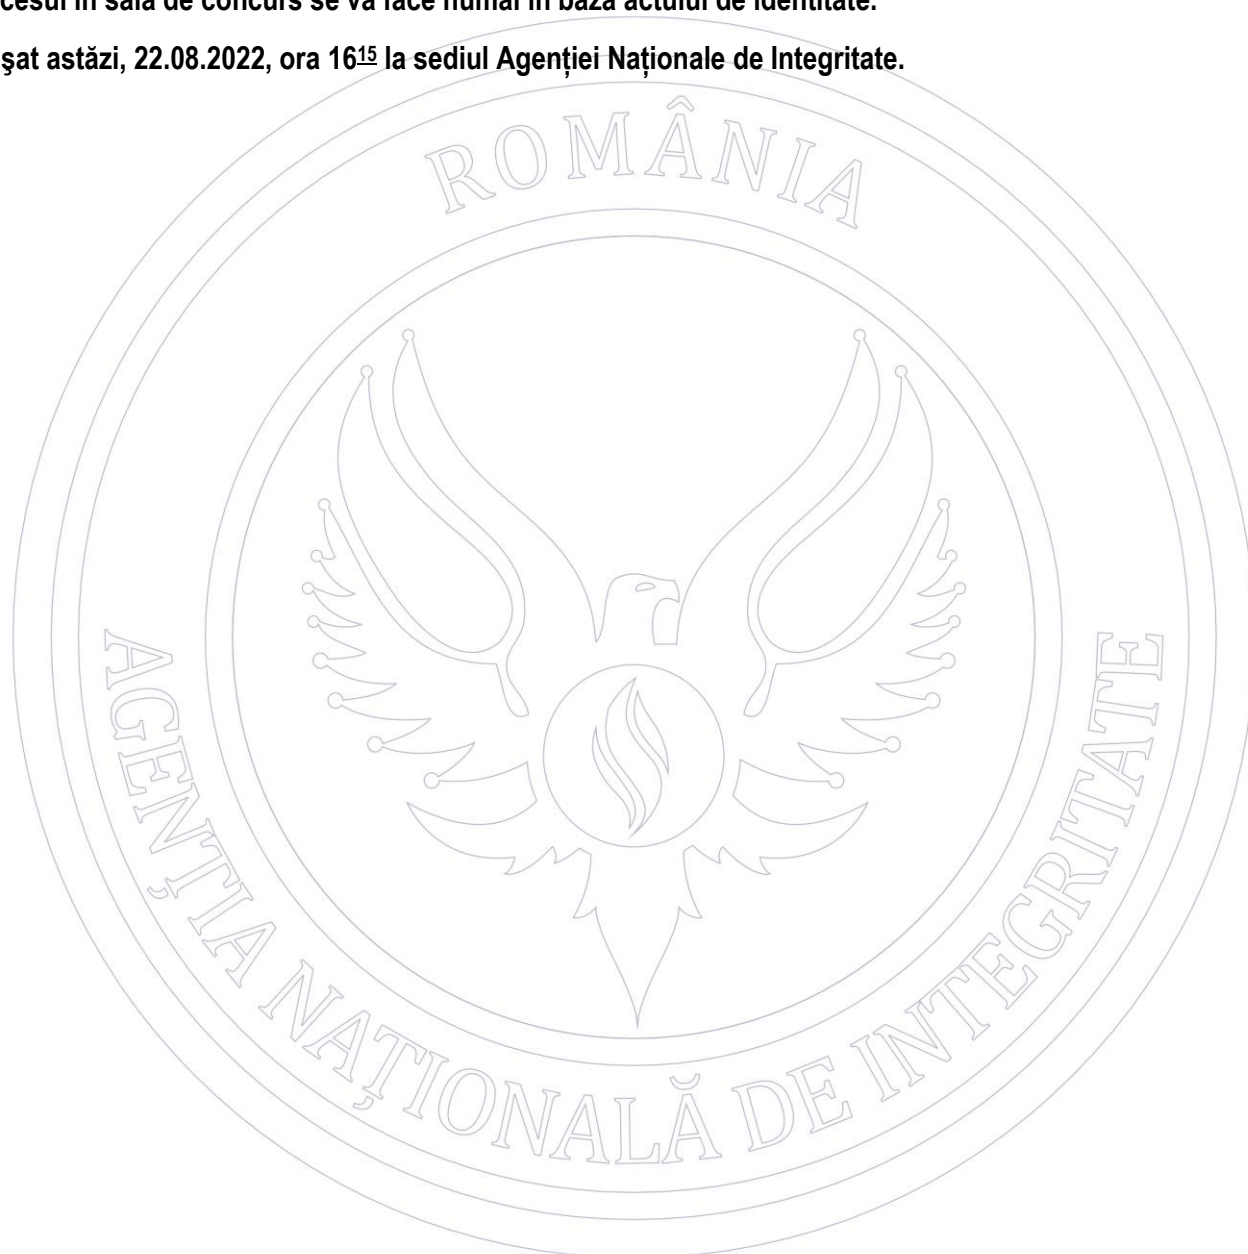 cesul în sala de concurs se va face numai în baza actului de identitate.
şat astăzi, 22.08.2022, ora 16¹⁵ la sediul Agenției Naționale de Integritate.
ROMÂNIA
AGENȚIA NAȚIONALĂ DE INTEGRITATE